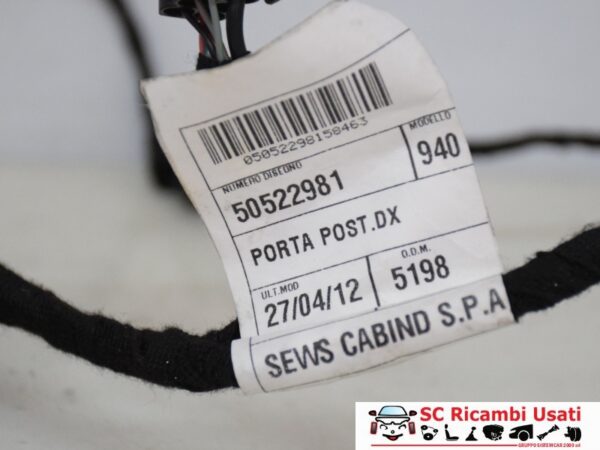 05052298158463
NUMERO DISEGNO
50522981
MODELLO
940
PORTA POST.DX
ULT.MOD
27/04/12
O.D.M.
5198
SEWS CABIND S.P.A
SC Ricambi Usati